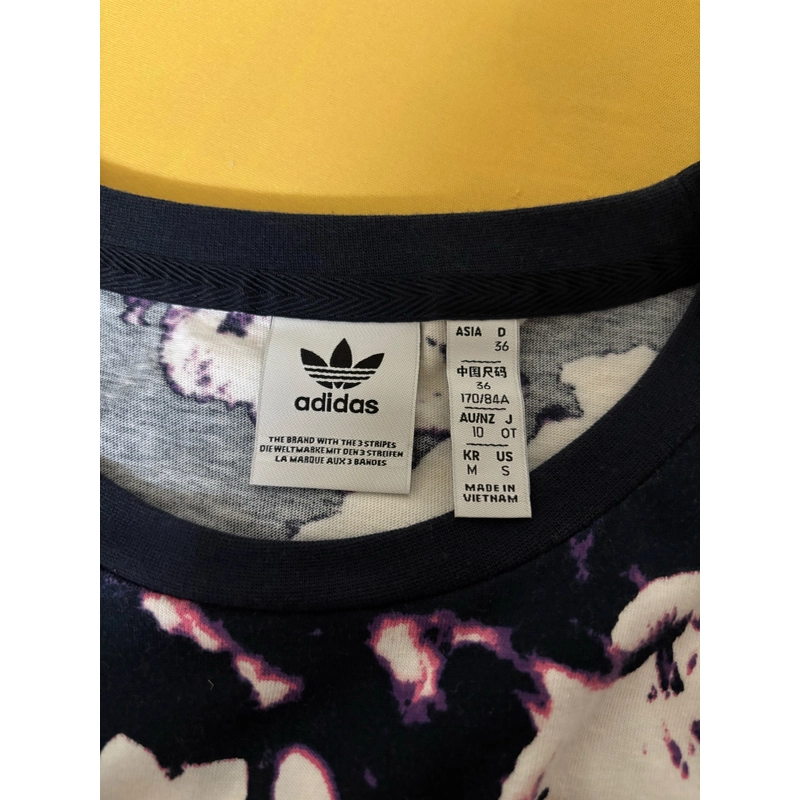 adidas
THE BRAND WITH THE 3 STRIPES
DIE WELTMARKE MIT DEN 3 STREIFEN
LA MARQUE AUX 3 BANDES
ASIA D
36
中国尺码
36
170/84A
AU/NZ J
10 OT
KR US
M S
MADE IN
VIETNAM